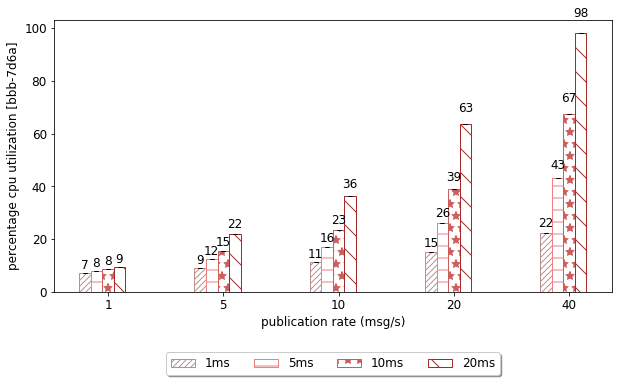 98
100
80
60
40
20
0
percentage cpu utilization [bbb-7d6a]
7 8 8 9
9 12 15 22
11 16 23 36
15 26 39 63
22 43 67
1 5 10 20 40
publication rate (msg/s)
1ms 5ms 10ms 20ms